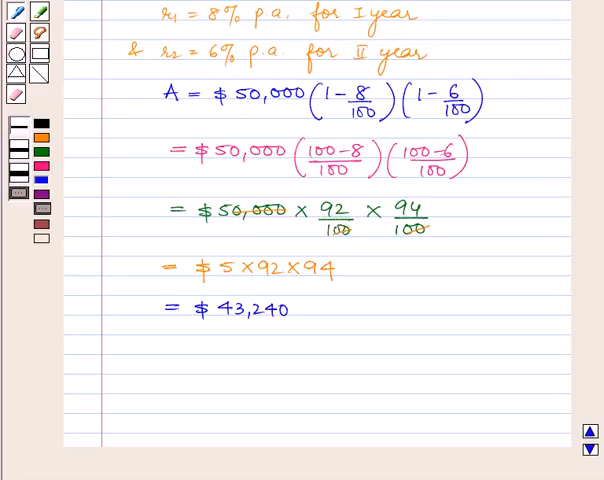 r₁ = 8% p.a. for I year
& r₂ = 6% p.a. for II year
A = $ 50,000 (1 - 8/100) (1 - 6/100)
= $ 50,000 (100-8/100) (100-6/100)
= $ 50,000 × 92/100 × 94/100
= $ 5 × 92 × 94
= $ 43,240